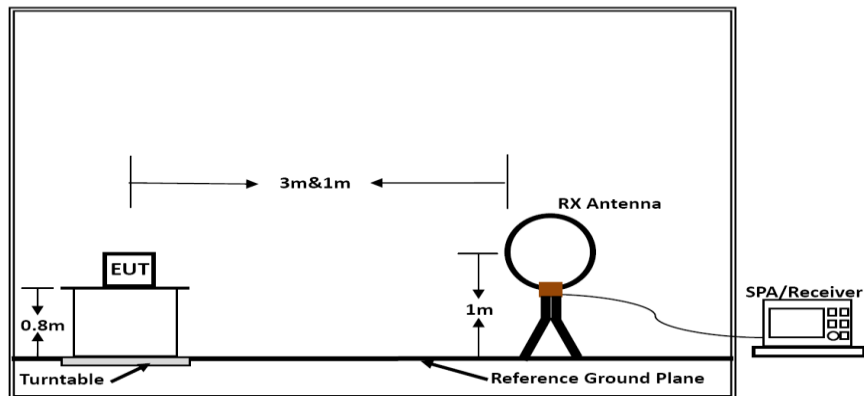 3m&1m
RX Antenna
EUT
SPA/Receiver
0.8m
1m
Turntable
Reference Ground Plane